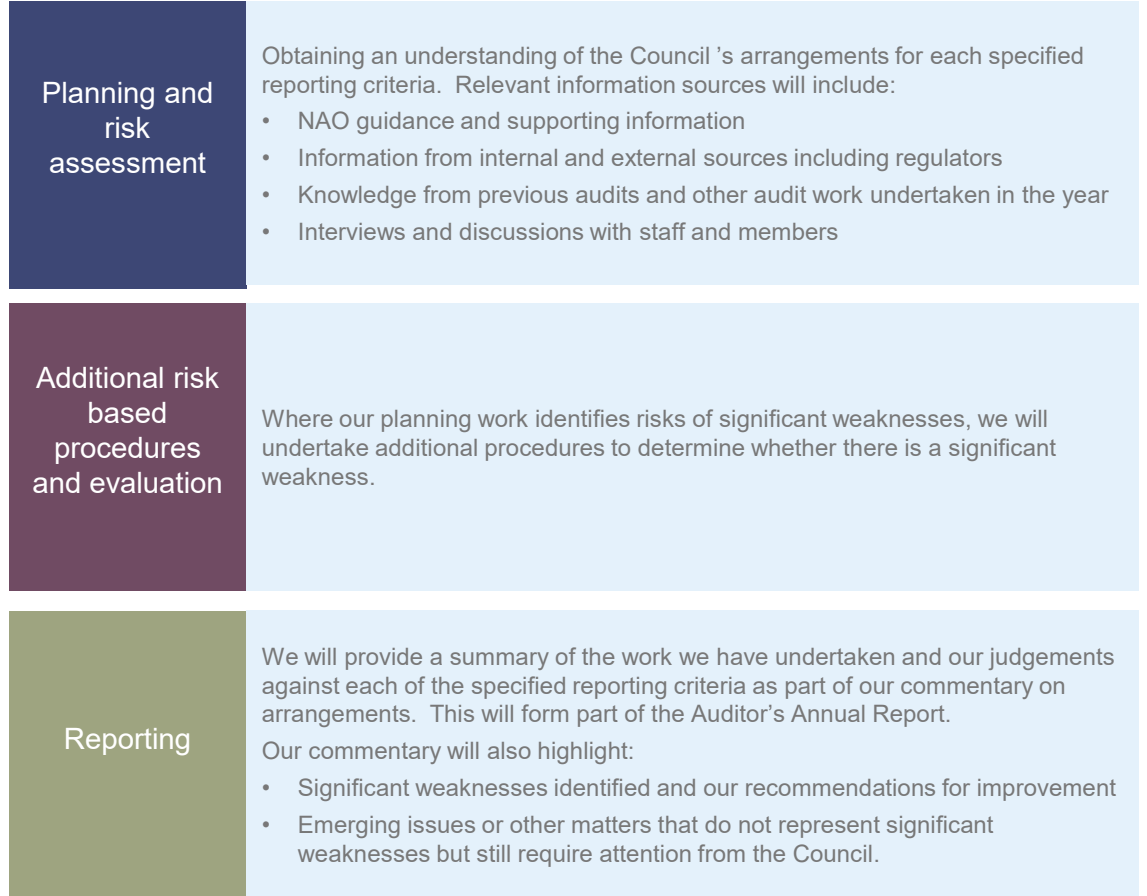 Planning and
risk
assessment
Obtaining an understanding of the Council 's arrangements for each specified
reporting criteria.  Relevant information sources will include:
• NAO guidance and supporting information
• Information from internal and external sources including regulators
• Knowledge from previous audits and other audit work undertaken in the year
• Interviews and discussions with staff and members
Additional risk
based
procedures
and evaluation
Where our planning work identifies risks of significant weaknesses, we will
undertake additional procedures to determine whether there is a significant
weakness.
Reporting
We will provide a summary of the work we have undertaken and our judgements
against each of the specified reporting criteria as part of our commentary on
arrangements.  This will form part of the Auditor's Annual Report.
Our commentary will also highlight:
• Significant weaknesses identified and our recommendations for improvement
• Emerging issues or other matters that do not represent significant
weaknesses but still require attention from the Council.